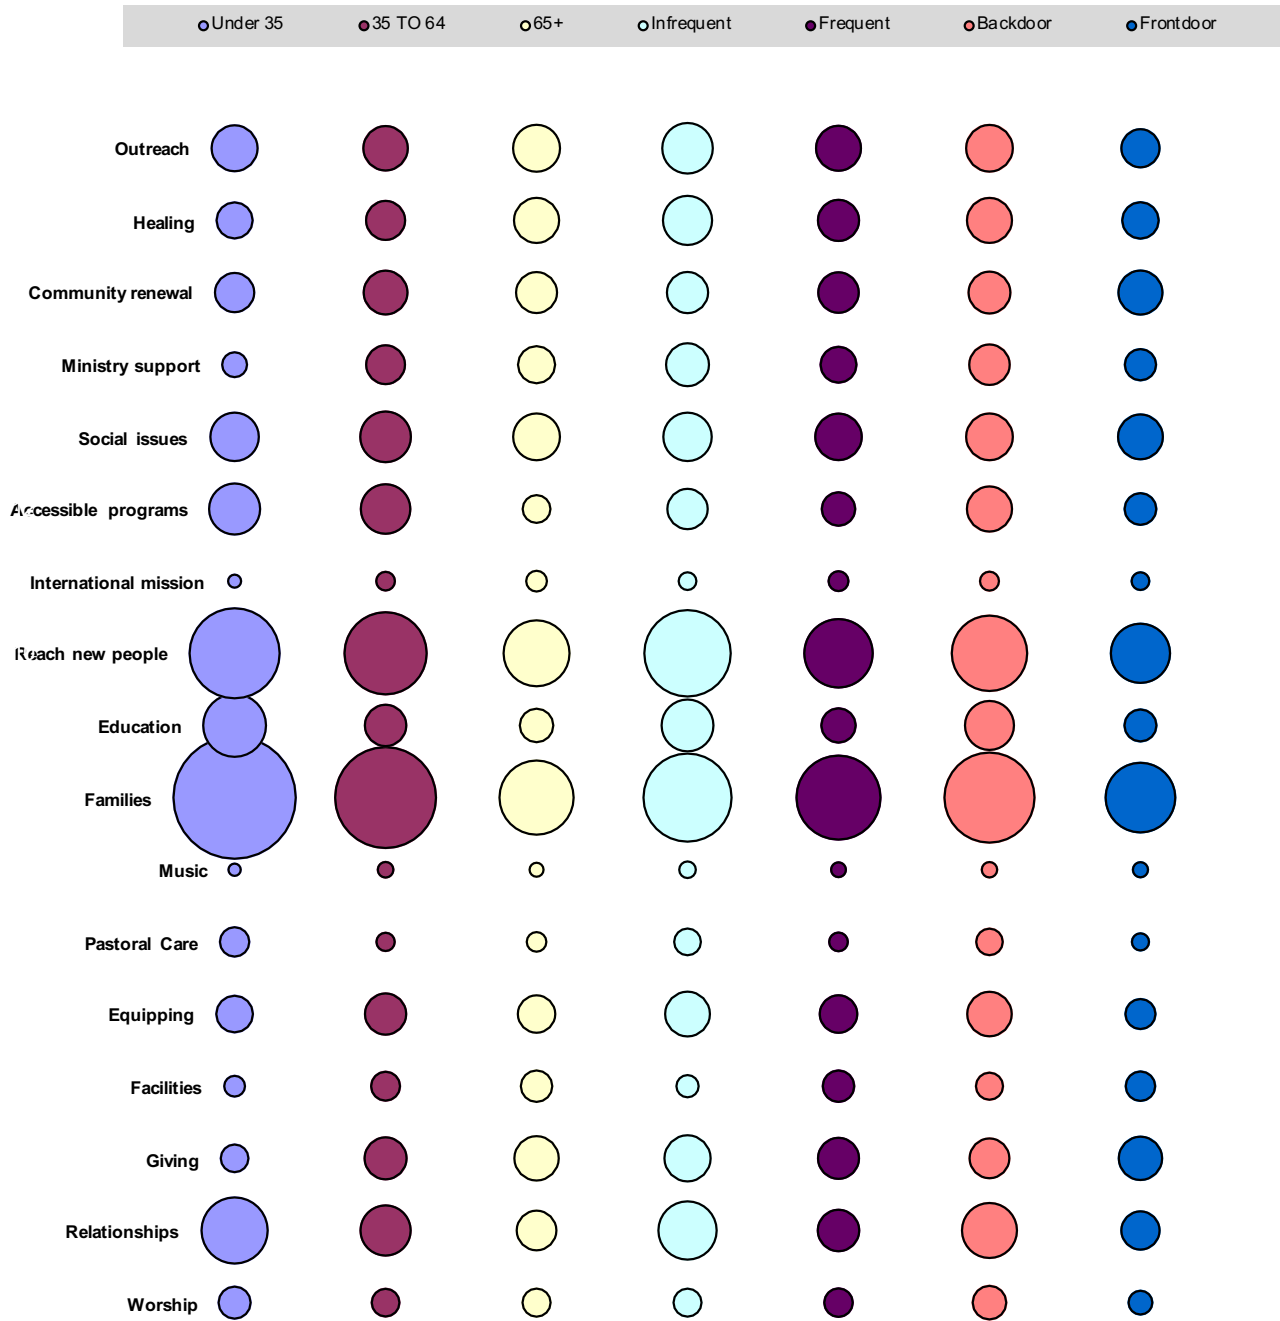 Under 35 35 TO 64 65+ Infrequent Frequent Backdoor Frontdoor
Outreach
Healing
Community renewal
Ministry support
Social issues
Accessible programs
International mission
Reach new people
Education
Families
Music
Pastoral Care
Equipping
Facilities
Giving
Relationships
Worship